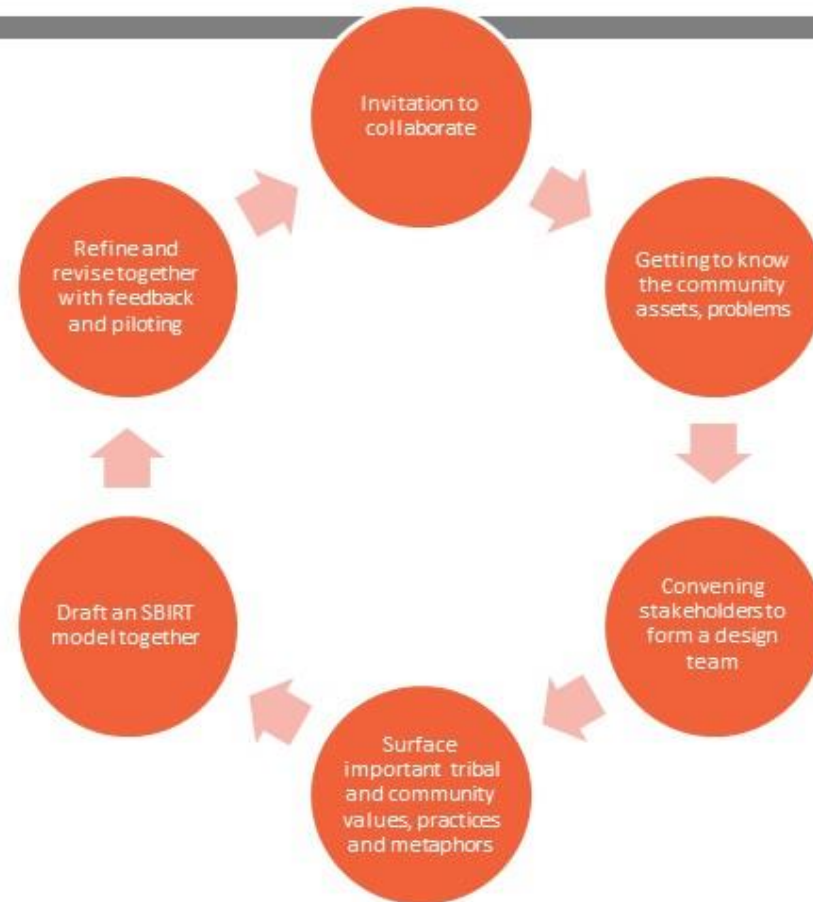 Invitation to
collaborate
Getting to know
the community
assets, problems
Convening
stakeholders to
form a design
team
Surface
important tribal
and community
values, practices
and metaphors
Draft an SBIRT
model together
Refine and
revise together
with feedback
and piloting